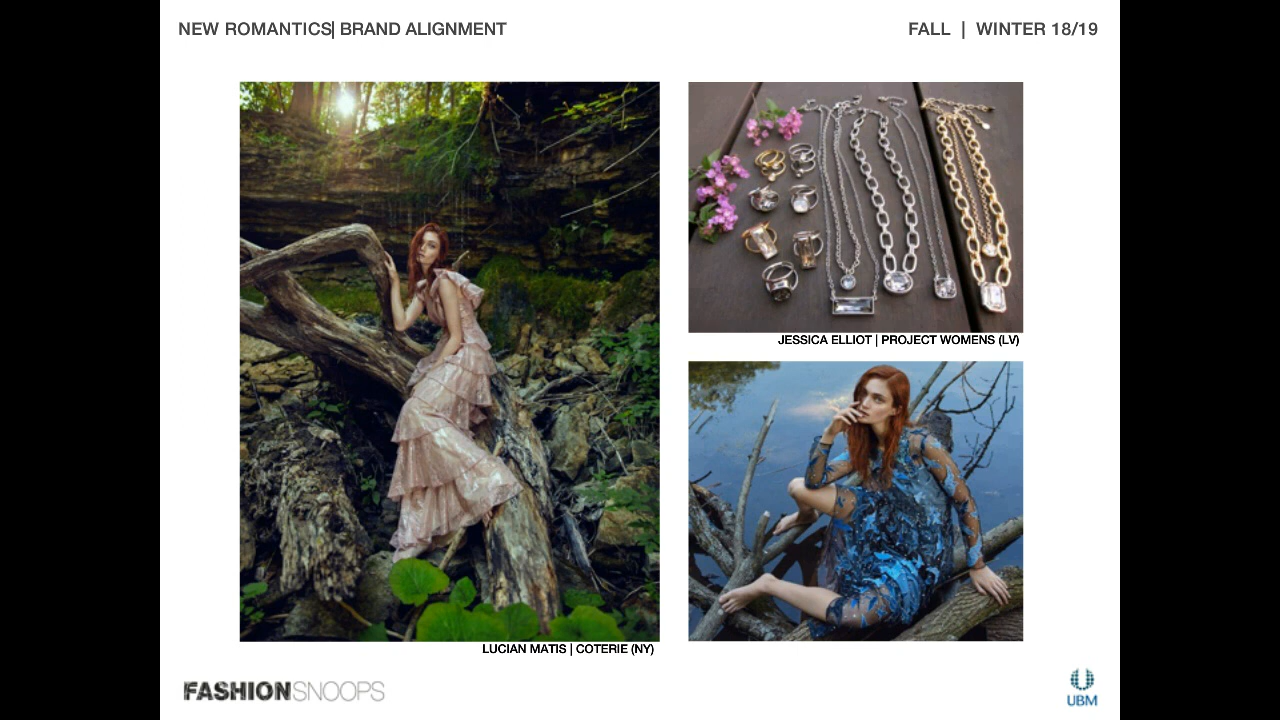 NEW ROMANTICS| BRAND ALIGNMENT
FALL | WINTER 18/19
JESSICA ELLIOT | PROJECT WOMENS (LV)
LUCIAN MATIS | COTERIE (NY)
FASHIONSNOOPS
UBM